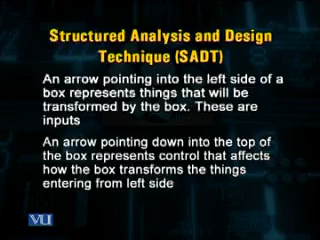 Structured Analysis and Design
Technique (SADT)
An arrow pointing into the left side of a
box represents things that will be
transformed by the box. These are
inputs
An arrow pointing down into the top of
the box represents control that affects
how the box transforms the things
entering from left side
VU